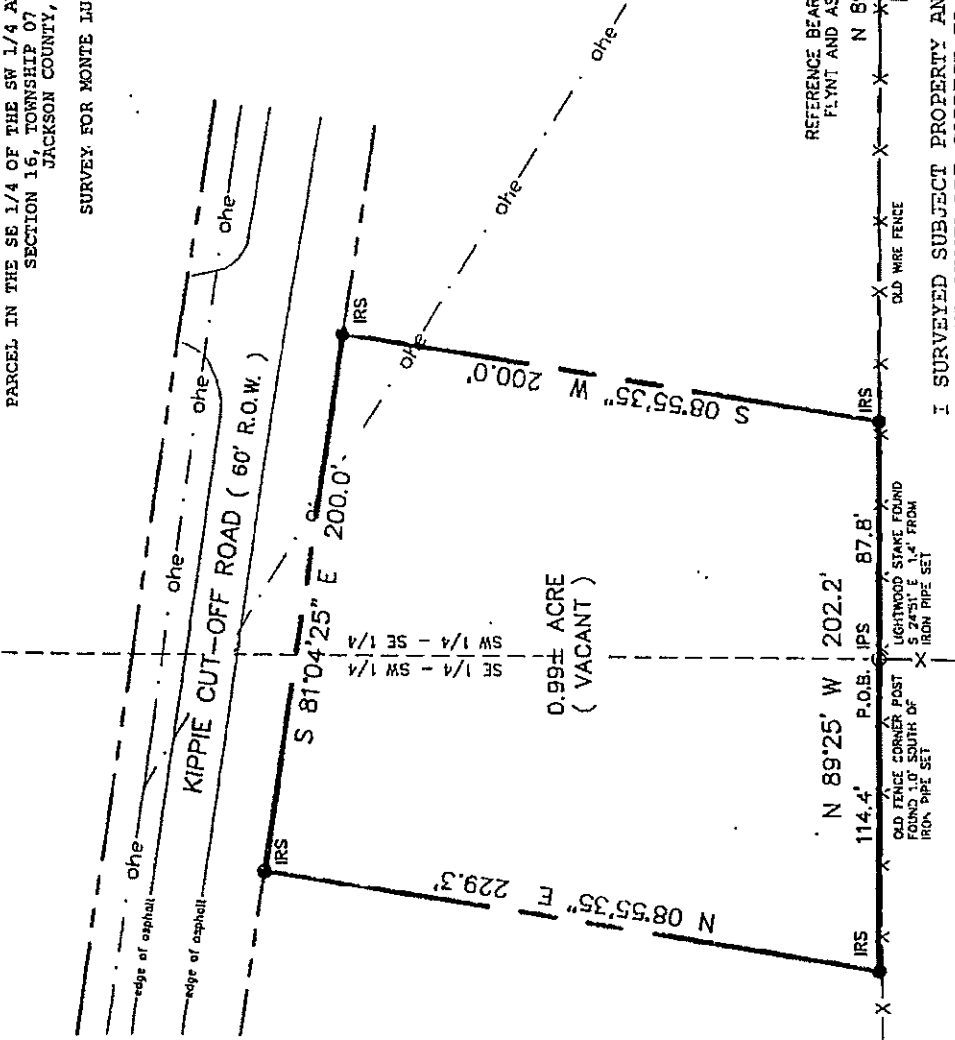 PARCEL IN THE SE 1/4 OF THE SW 1/4 A
SECTION 16, TOWNSHIP 07
JACKSON COUNTY,
SURVEY FOR MONTE LU
ohe
ohe
ohe
ohe
ohe
ohe
ohe
ohe
edge of asphalt
edge of asphalt
KIPPIE CUT-OFF ROAD ( 60' R.O.W. )
REFERENCE BEAR
FLYNT AND AS
N 8
IRS
IRS
S 81°04'25" E 200.0'
SE 1/4 - SW 1/4
SW 1/4 - SE 1/4
N 08°55'35" E 229.3'
S 08°55'35" W 200.0'
0.99± ACRE
( VACANT )
N 89°25' W 202.2'
IRS
114.4'
P.O.B.
IPS
87.8'
IRS
OLD WIRE FENCE
OLD FENCE CORNER POST
FOUND 1.0' SOUTH OF
IRON PIPE SET
LIGHTWOOD STAKE FOUND
S 24°51' E 1.4' FROM
IRON PIPE SET
I SURVEYED SUBJECT PROPERTY AN